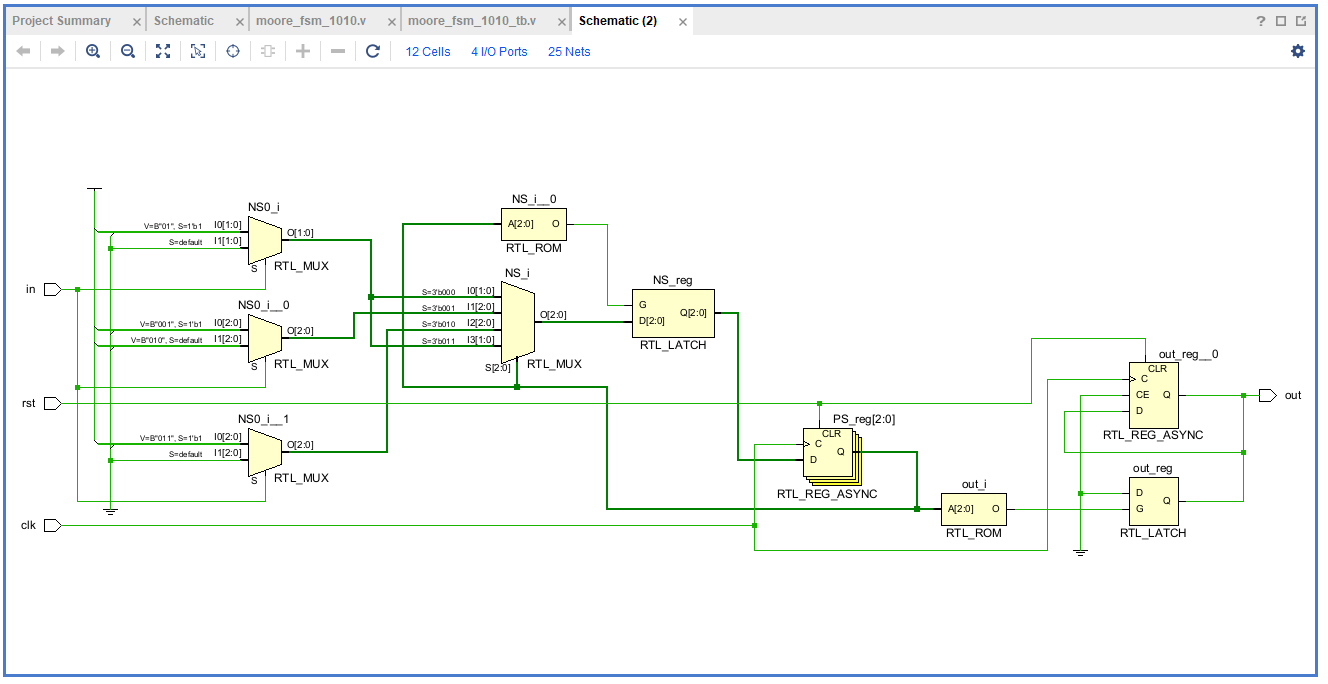 Project Summary × Schematic × moore_fsm_1010.v × moore_fsm_1010_tb.v × Schematic (2) × ?
12 Cells 4 I/O Ports 25 Nets
NS0_i
V=B"01", S=1'b1 I0[1:0]
S=default I1[1:0]
O[1:0]
S
RTL_MUX
in
NS0_i__0
V=B"001", S=1'b1 I0[2:0]
V=B"010", S=default I1[2:0]
O[2:0]
S
RTL_MUX
rst
NS0_i__1
V=B"011", S=1'b1 I0[2:0]
S=default I1[2:0]
O[2:0]
S
RTL_MUX
clk
NS_i__0
A[2:0] O
RTL_ROM
NS_i
S=3'b000 I0[1:0]
S=3'b001 I1[2:0]
S=3'b010 I2[2:0]
S=3'b011 I3[1:0]
O[2:0]
S[2:0]
RTL_MUX
NS_reg
G
D[2:0] Q[2:0]
RTL_LATCH
PS_reg[2:0]
CLR
C
D Q
RTL_REG_ASYNC
out_i
A[2:0] O
RTL_ROM
out_reg__0
CLR
C
CE Q
D
RTL_REG_ASYNC
out
out_reg
D
G Q
RTL_LATCH